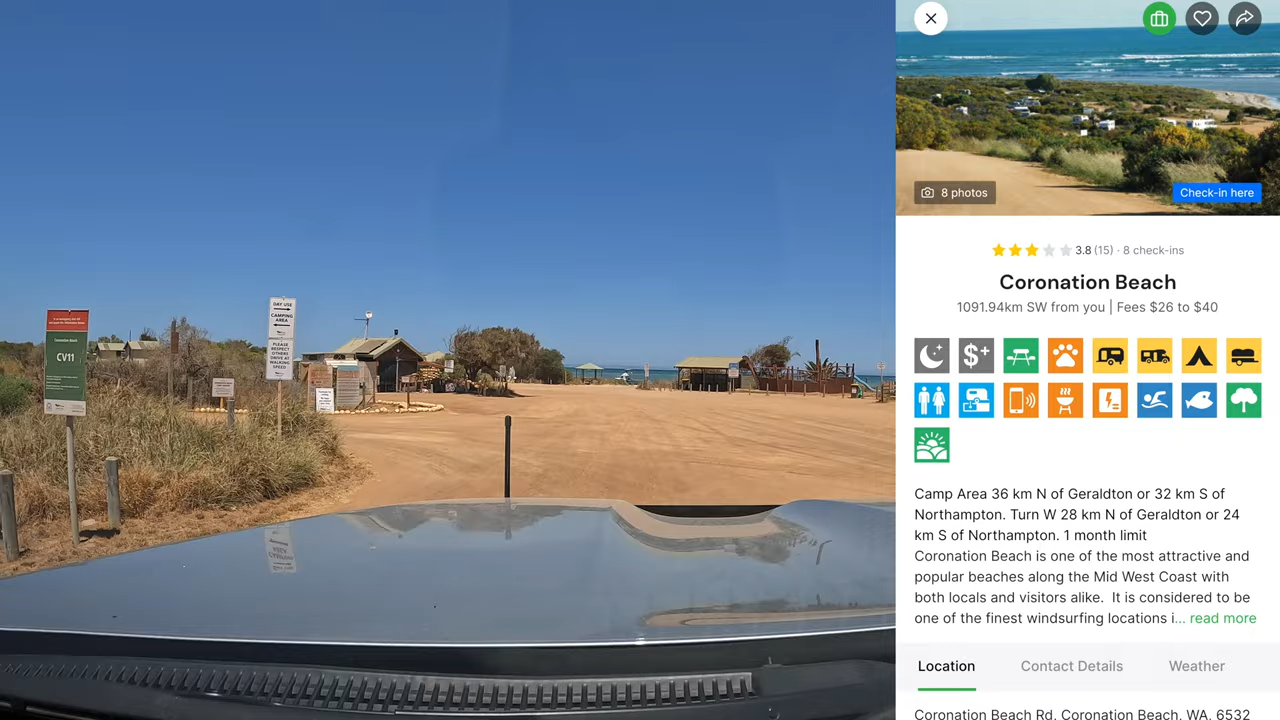 Coronation Beach
CV11
DAY USE
CAMPING
AREA
PLEASE
RESPECT
OTHERS
DRIVE AT
WALKING
SPEED
8 photos
Check-in here
3.8 (15) · 8 check-ins
Coronation Beach
1091.94km SW from you | Fees $26 to $40
$+
Camp Area 36 km N of Geraldton or 32 km S of
Northampton. Turn W 28 km N of Geraldton or 24
km S of Northampton. 1 month limit
Coronation Beach is one of the most attractive and
popular beaches along the Mid West Coast with
both locals and visitors alike. It is considered to be
one of the finest windsurfing locations i... read more
Location
Contact Details
Weather
Coronation Beach Rd, Coronation Beach, WA, 6532